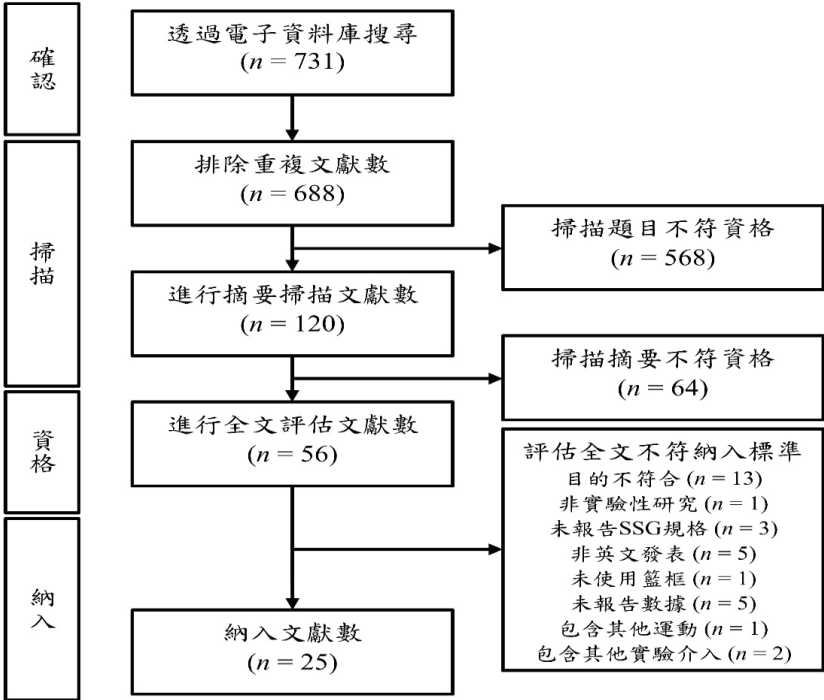 確認
透過電子資料庫搜尋
(n = 731)
掃描
排除重複文獻數
(n = 688)
掃描題目不符資格
(n = 568)
進行摘要掃描文獻數
(n = 120)
掃描摘要不符資格
(n = 64)
資格
進行全文評估文獻數
(n = 56)
評估全文不符納入標準
目的不符合 (n = 13)
非實驗性研究 (n = 1)
未報告SSG規格 (n = 3)
非英文發表 (n = 5)
未使用籃框 (n = 1)
未報告數據 (n = 5)
包含其他運動 (n = 1)
包含其他實驗介入 (n = 2)
納入
納入文獻數
(n = 25)